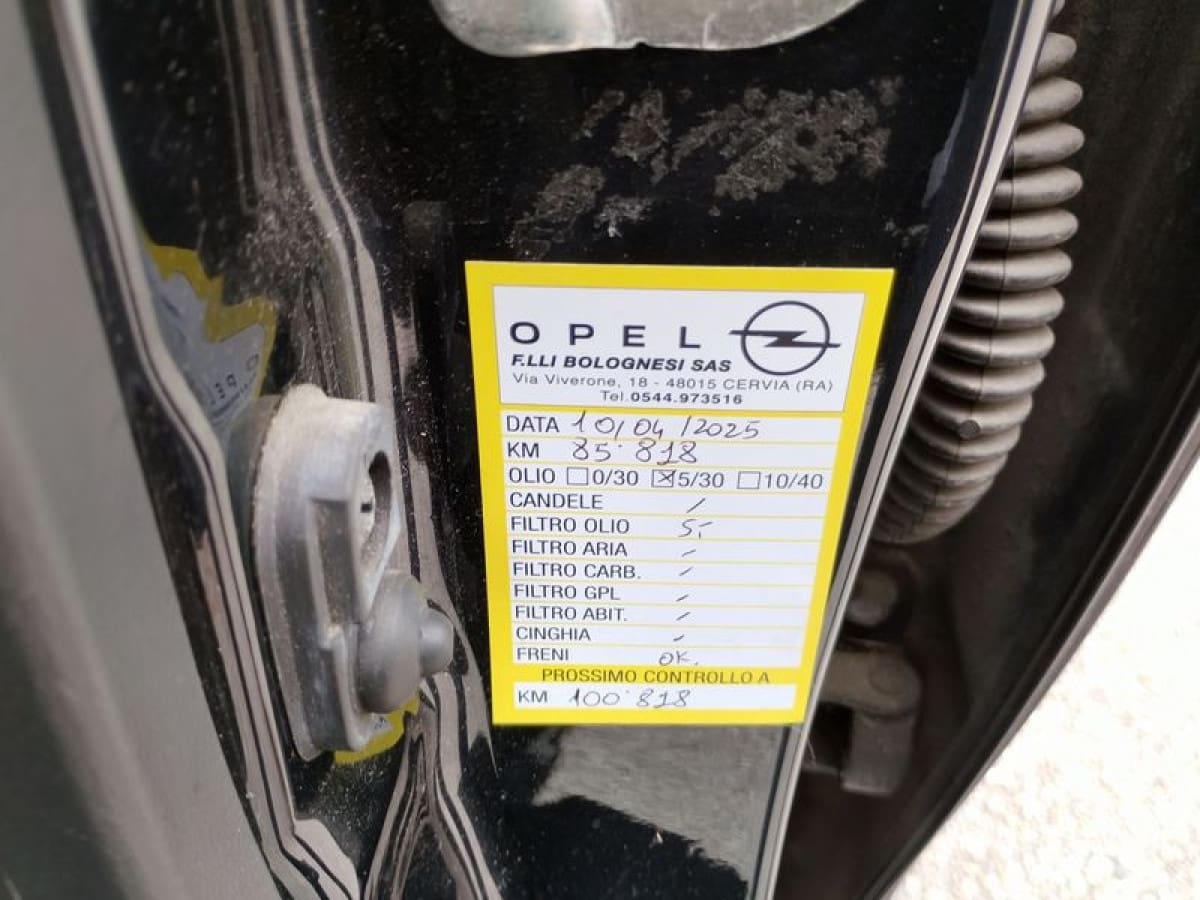 OPEL
F.LLI BOLOGNESI SAS
Via Viverone, 18 - 48015 CERVIA (RA)
Tel.0544.973516
DATA 10/04/2025
KM 85.818
OLIO ☐ 0/30 ☒ 5/30 ☐ 10/40
CANDELE /
FILTRO OLIO S,-
FILTRO ARIA /
FILTRO CARB. /
FILTRO GPL /
FILTRO ABIT. /
CINGHIA /
FRENI OK.
PROSSIMO CONTROLLO A
KM 100.818